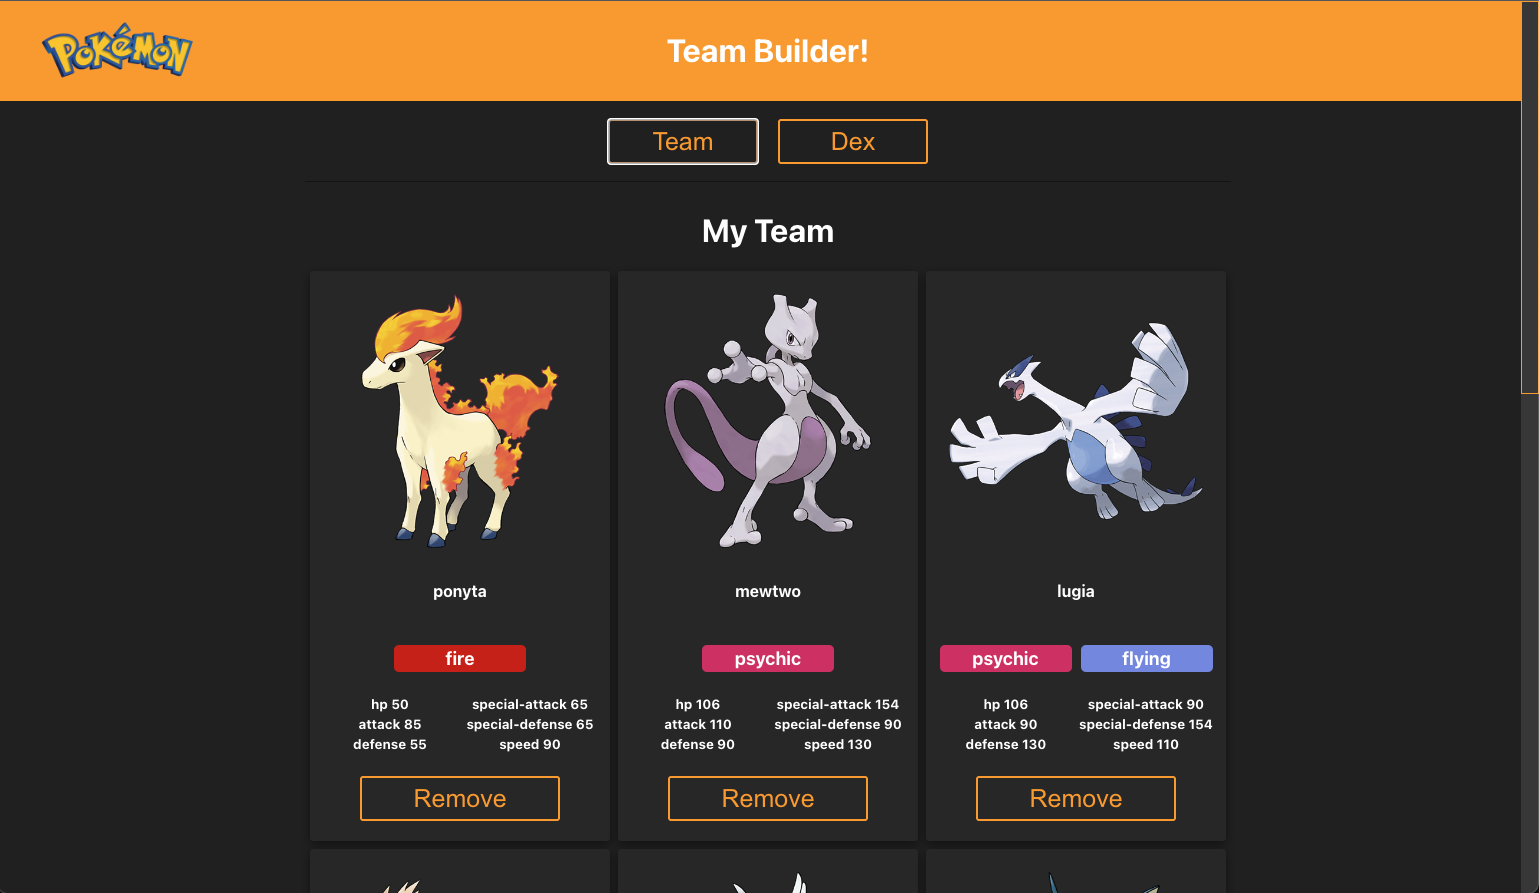 POKéMON
Team Builder!
Team Dex
My Team
ponyta
mewtwo
lugia
fire
psychic
psychic flying
hp 50 special-attack 65
attack 85 special-defense 65
defense 55 speed 90
hp 106 special-attack 154
attack 110 special-defense 90
defense 90 speed 130
hp 106 special-attack 90
attack 90 special-defense 154
defense 130 speed 110
Remove
Remove
Remove